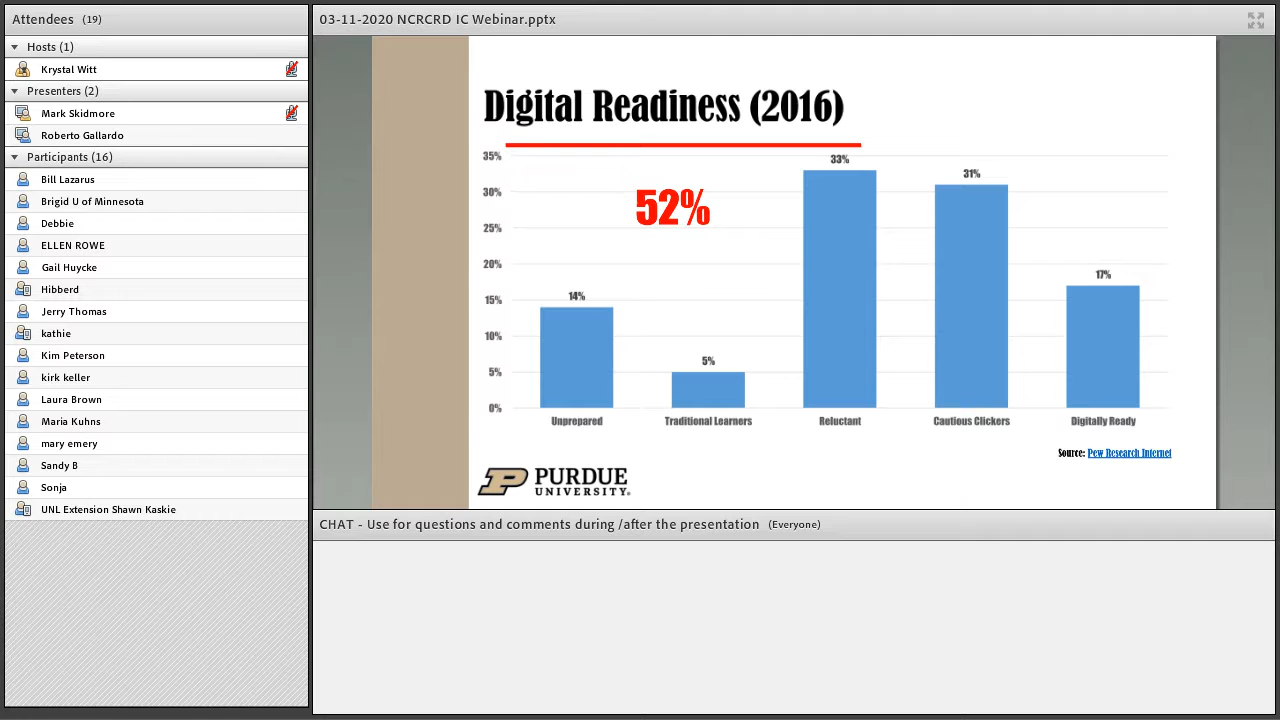 Attendees (19)
Hosts (1)
Krystal Witt
Presenters (2)
Mark Skidmore
Roberto Gallardo
Participants (16)
Bill Lazarus
Brigid U of Minnesota
Debbie
ELLEN ROWE
Gail Huycke
Hibberd
Jerry Thomas
kathie
Kim Peterson
kirk keller
Laura Brown
Maria Kuhns
mary emery
Sandy B
Sonja
UNL Extension Shawn Kaskie
03-11-2020 NCRCRD IC Webinar.pptx
Digital Readiness (2016)
35%
30%
25%
20%
15%
10%
5%
0%
52%
14%
5%
33%
31%
17%
Unprepared
Traditional Learners
Reluctant
Cautious Clickers
Digitally Ready
Source: Pew Research Internet
P PURDUE
UNIVERSITY.
CHAT - Use for questions and comments during /after the presentation (Everyone)